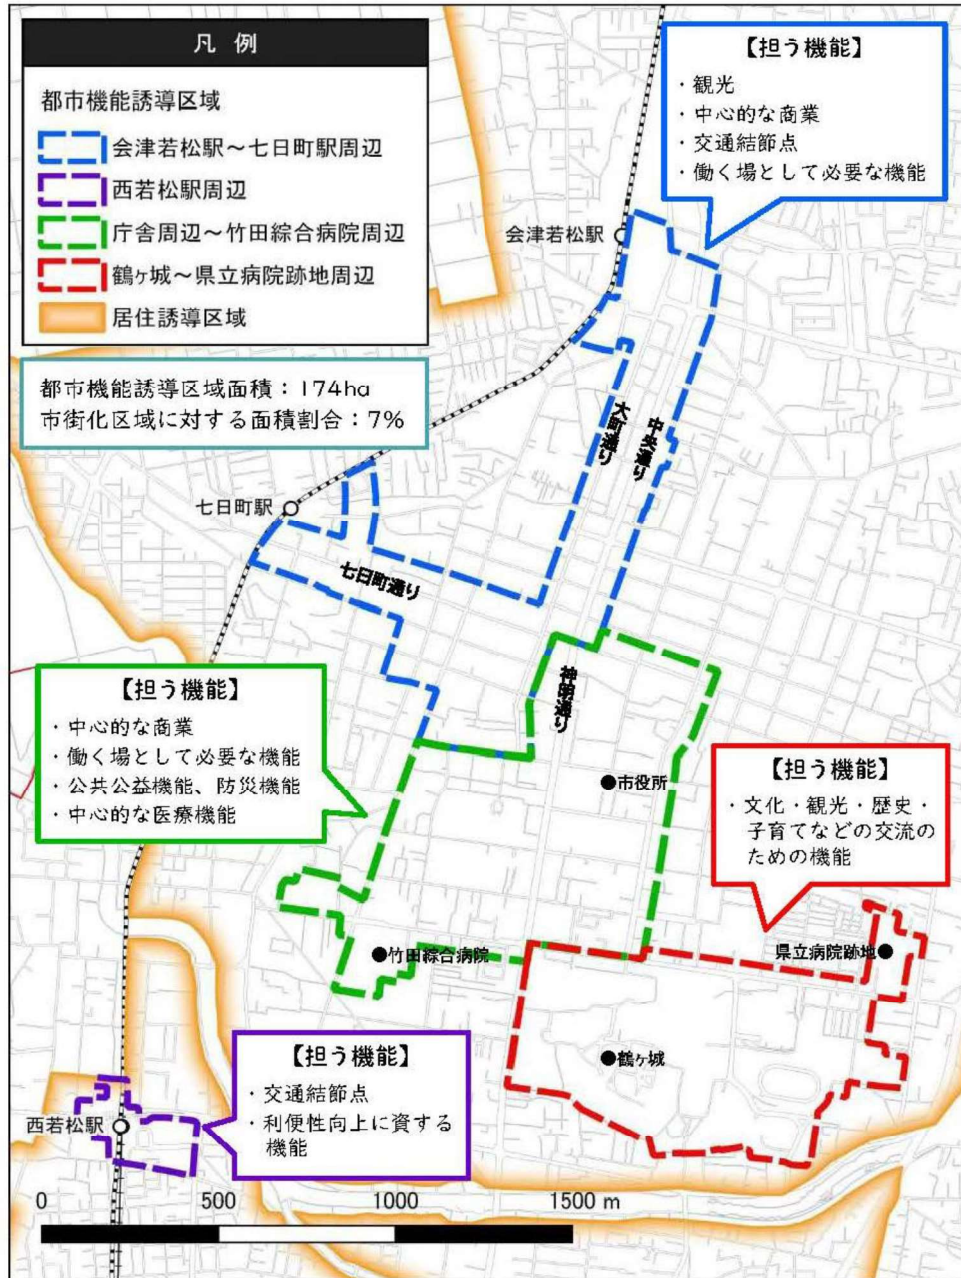 凡 例
都市機能誘導区域
会津若松駅～七日町駅周辺
西若松駅周辺
庁舎周辺～竹田綜合病院周辺
鶴ヶ城～県立病院跡地周辺
居住誘導区域
都市機能誘導区域面積：174ha
市街化区域に対する面積割合：7%
【担う機能】
・観光
・中心的な商業
・交通結節点
・働く場として必要な機能
会津若松駅
大町通り
中央通り
七日町駅
七日町通り
神明通り
【担う機能】
・中心的な商業
・働く場として必要な機能
・公共公益機能、防災機能
・中心的な医療機能
市役所
【担う機能】
・文化・観光・歴史・
子育てなどの交流の
ための機能
竹田綜合病院
県立病院跡地
鶴ヶ城
【担う機能】
・交通結節点
・利便性向上に資する
機能
西若松駅
0 500 1000 1500 m